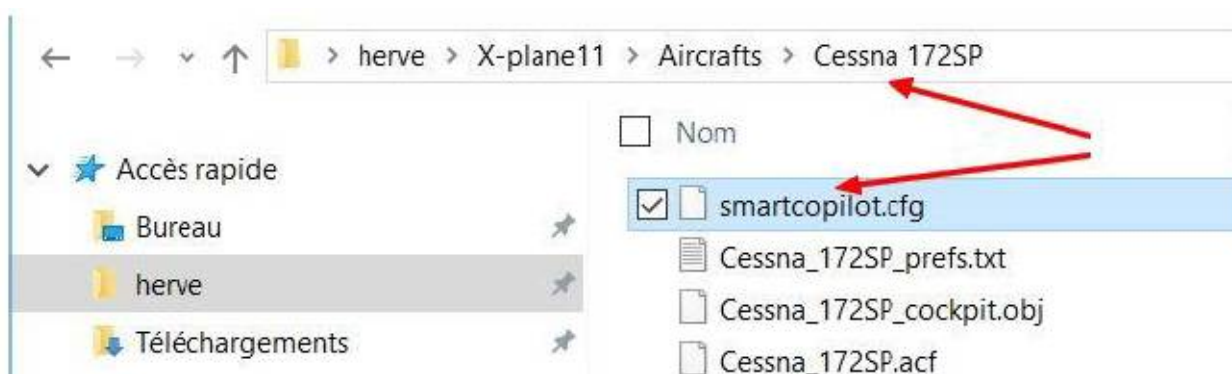 > herve > X-plane11 > Aircrafts > Cessna 172SP
Nom
Accès rapide
Bureau
herve
Téléchargements
smartcopilot.cfg
Cessna_172SP_prefs.txt
Cessna_172SP_cockpit.obj
Cessna_172SP.acf